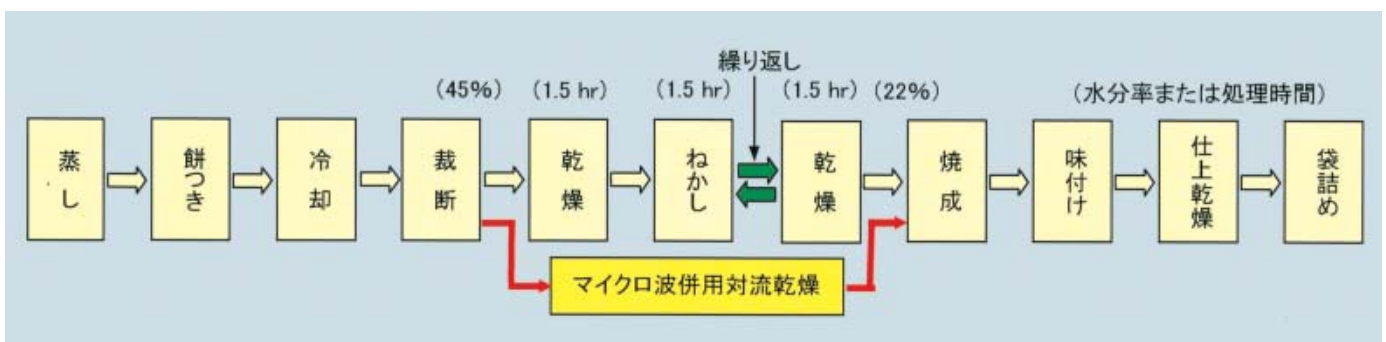 繰り返し
(45%) (1.5 hr) (1.5 hr) (1.5 hr) (22%) (水分率または処理時間)
蒸し
餅つき
冷却
裁断
乾燥
ねかし
乾燥
焼成
味付け
仕上乾燥
袋詰め
マイクロ波併用対流乾燥